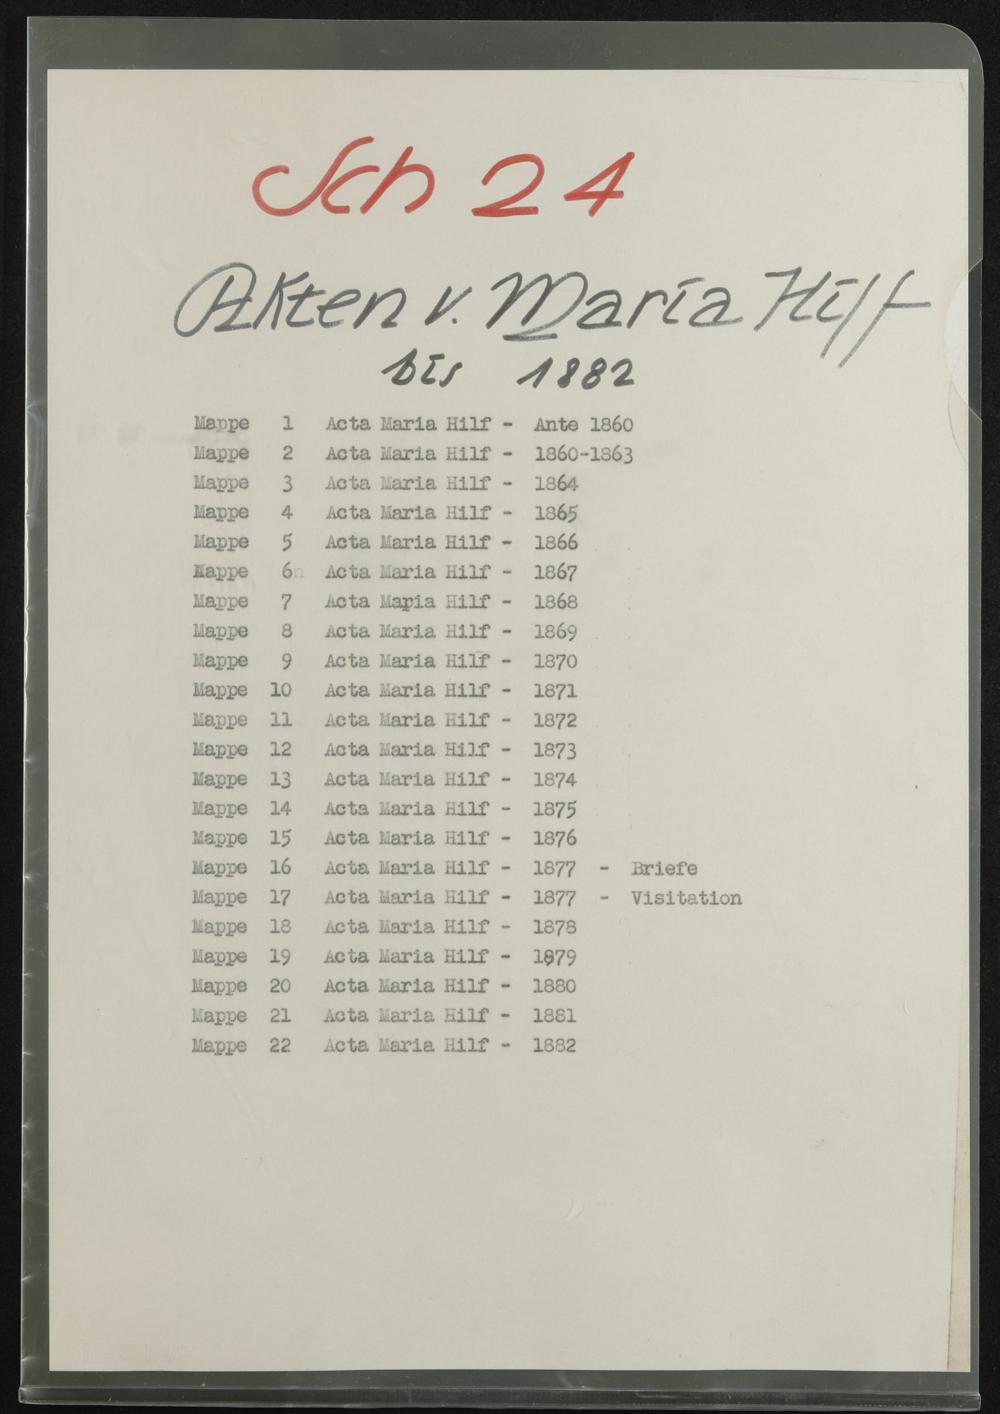 Sch 24
Akten v. Maria Hilf
bis 1882
Mappe 1 Acta Maria Hilf - Ante 1860
Mappe 2 Acta Maria Hilf - 1860-1863
Mappe 3 Acta Maria Hilf - 1864
Mappe 4 Acta Maria Hilf - 1865
Mappe 5 Acta Maria Hilf - 1866
Mappe 6 Acta Maria Hilf - 1867
Mappe 7 Acta Maria Hilf - 1868
Mappe 8 Acta Maria Hilf - 1869
Mappe 9 Acta Maria Hilf - 1870
Mappe 10 Acta Maria Hilf - 1871
Mappe 11 Acta Maria Hilf - 1872
Mappe 12 Acta Maria Hilf - 1873
Mappe 13 Acta Maria Hilf - 1874
Mappe 14 Acta Maria Hilf - 1875
Mappe 15 Acta Maria Hilf - 1876
Mappe 16 Acta Maria Hilf - 1877 - Briefe
Mappe 17 Acta Maria Hilf - 1877 - Visitation
Mappe 18 Acta Maria Hilf - 1878
Mappe 19 Acta Maria Hilf - 1879
Mappe 20 Acta Maria Hilf - 1880
Mappe 21 Acta Maria Hilf - 1881
Mappe 22 Acta Maria Hilf - 1882